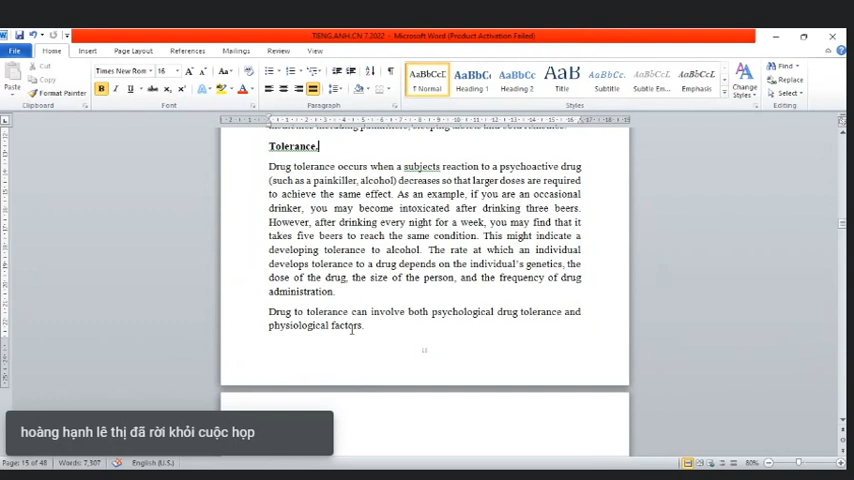 TIENG.ANH.CN 7.2022 - Microsoft Word (Product Activation Failed)
File Home Insert Page Layout References Mailings Review View
Cut
Copy
Format Painter
Paste
Clipboard
Times New Rom 16
Font
Paragraph
AaBbCcI AaBbCc AaBbCc AaB AaBbCc. AaBbCcL
¶ Normal Heading 1 Heading 2 Title Subtitle Subtle Em... Emphasis
Change Styles
Styles
Find
Replace
Select
Editing
Tolerance.
Drug tolerance occurs when a subjects reaction to a psychoactive drug
(such as a painkiller, alcohol) decreases so that larger doses are required
to achieve the same effect. As an example, if you are an occasional
drinker, you may become intoxicated after drinking three beers.
However, after drinking every night for a week, you may find that it
takes five beers to reach the same condition. This might indicate a
developing tolerance to alcohol. The rate at which an individual
develops tolerance to a drug depends on the individual's genetics, the
dose of the drug, the size of the person, and the frequency of drug
administration.
Drug to tolerance can involve both psychological drug tolerance and
physiological factors.
hoàng hạnh lê thị đã rời khỏi cuộc họp
Page: 15 of 48 Words: 7,307 English (U.S.) 80%